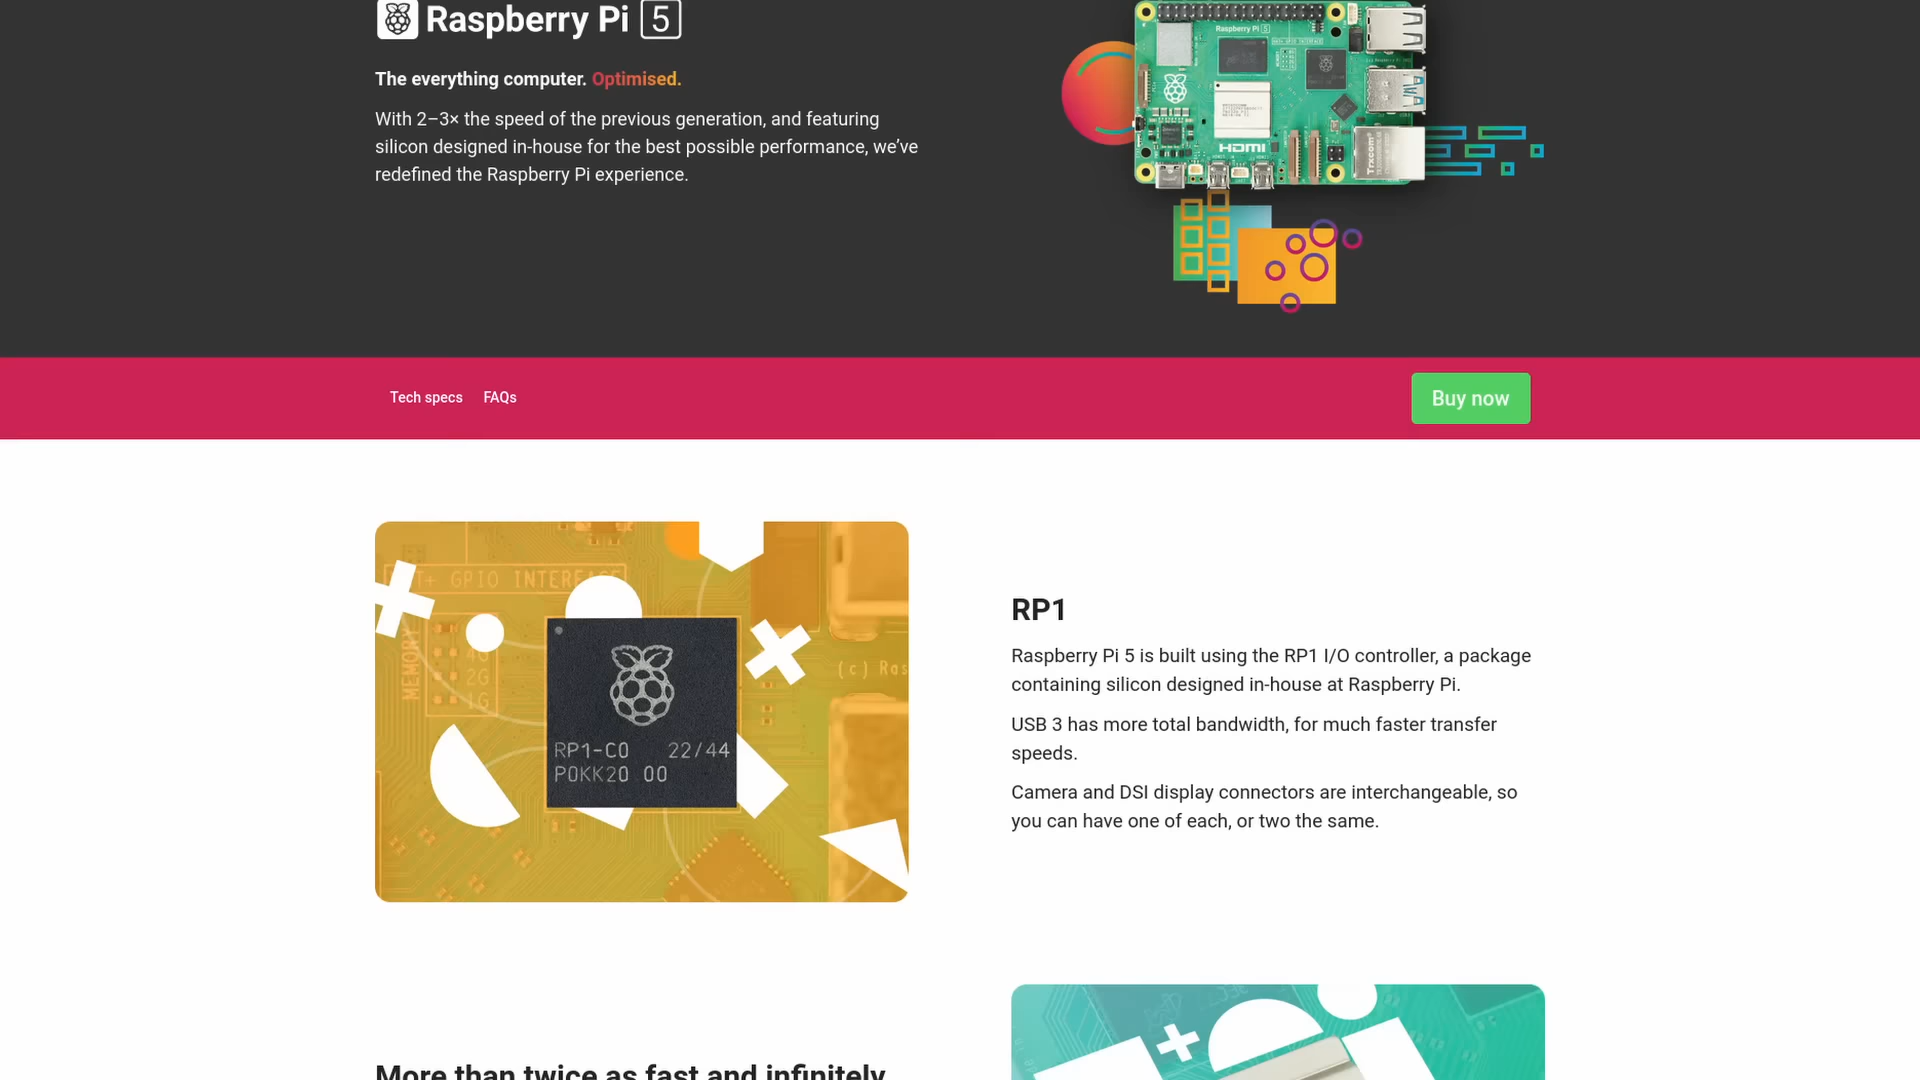 Raspberry Pi 5
The everything computer. Optimised.
With 2–3× the speed of the previous generation, and featuring
silicon designed in-house for the best possible performance, we’ve
redefined the Raspberry Pi experience.
Raspberry Pi 5
HDMI
Trxcom
Tech specs FAQs
Buy now
T+ GPIO INTERFACE
MEMORY
4G
2G
1G
(c) Ras
RP1-C0 22/44
P0KK20.00
RP1
Raspberry Pi 5 is built using the RP1 I/O controller, a package
containing silicon designed in-house at Raspberry Pi.
USB 3 has more total bandwidth, for much faster transfer
speeds.
Camera and DSI display connectors are interchangeable, so
you can have one of each, or two the same.
More than twice as fast and infinitely